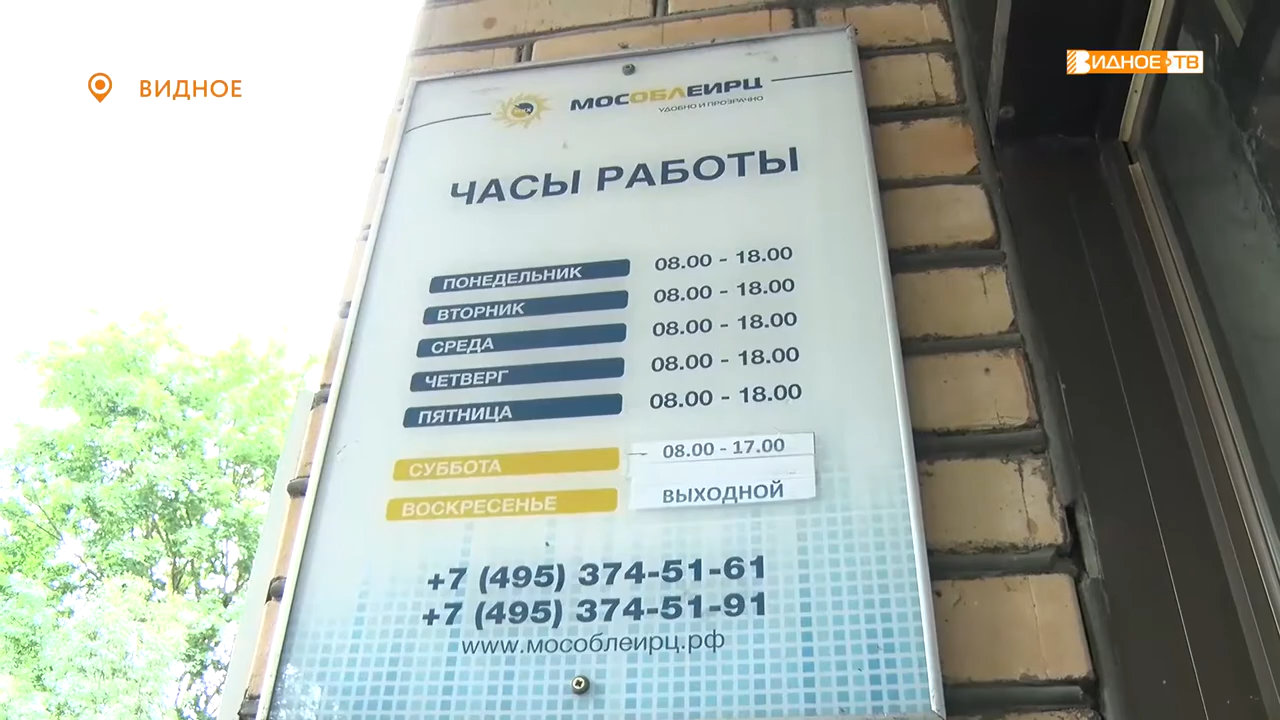 ВИДНОЕ
ВИДНОЕ ТВ
МОСОБЛЕИРЦ
УДОБНО И ПРОЗРАЧНО
ЧАСЫ РАБОТЫ
ПОНЕДЕЛЬНИК 08.00 - 18.00
ВТОРНИК 08.00 - 18.00
СРЕДА 08.00 - 18.00
ЧЕТВЕРГ 08.00 - 18.00
ПЯТНИЦА 08.00 - 18.00
СУББОТА 08.00 - 17.00
ВОСКРЕСЕНЬЕ ВЫХОДНОЙ
+7 (495) 374-51-61
+7 (495) 374-51-91
www.мособлеирц.рф